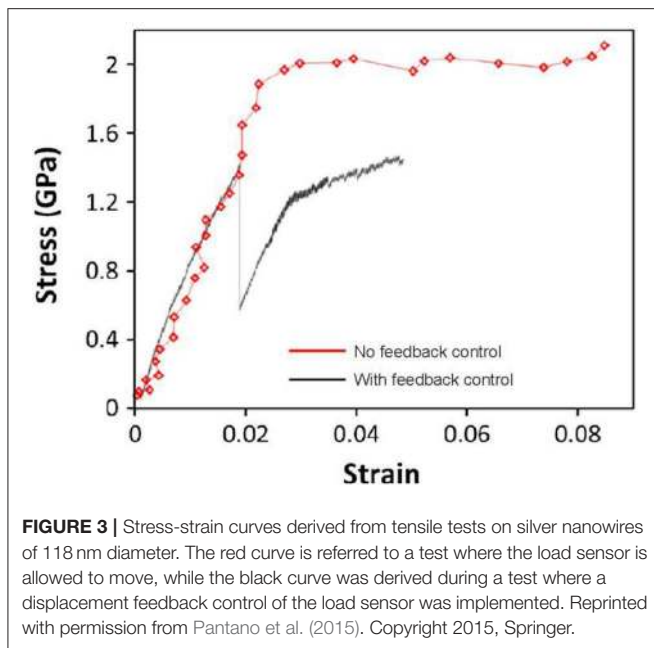 2
1.6
1.2
0.8
0.4
0
Stress (GPa)
No feedback control
With feedback control
0 0.02 0.04 0.06 0.08
Strain
FIGURE 3 | Stress-strain curves derived from tensile tests on silver nanowires
of 118 nm diameter. The red curve is referred to a test where the load sensor is
allowed to move, while the black curve was derived during a test where a
displacement feedback control of the load sensor was implemented. Reprinted
with permission from Pantano et al. (2015). Copyright 2015, Springer.